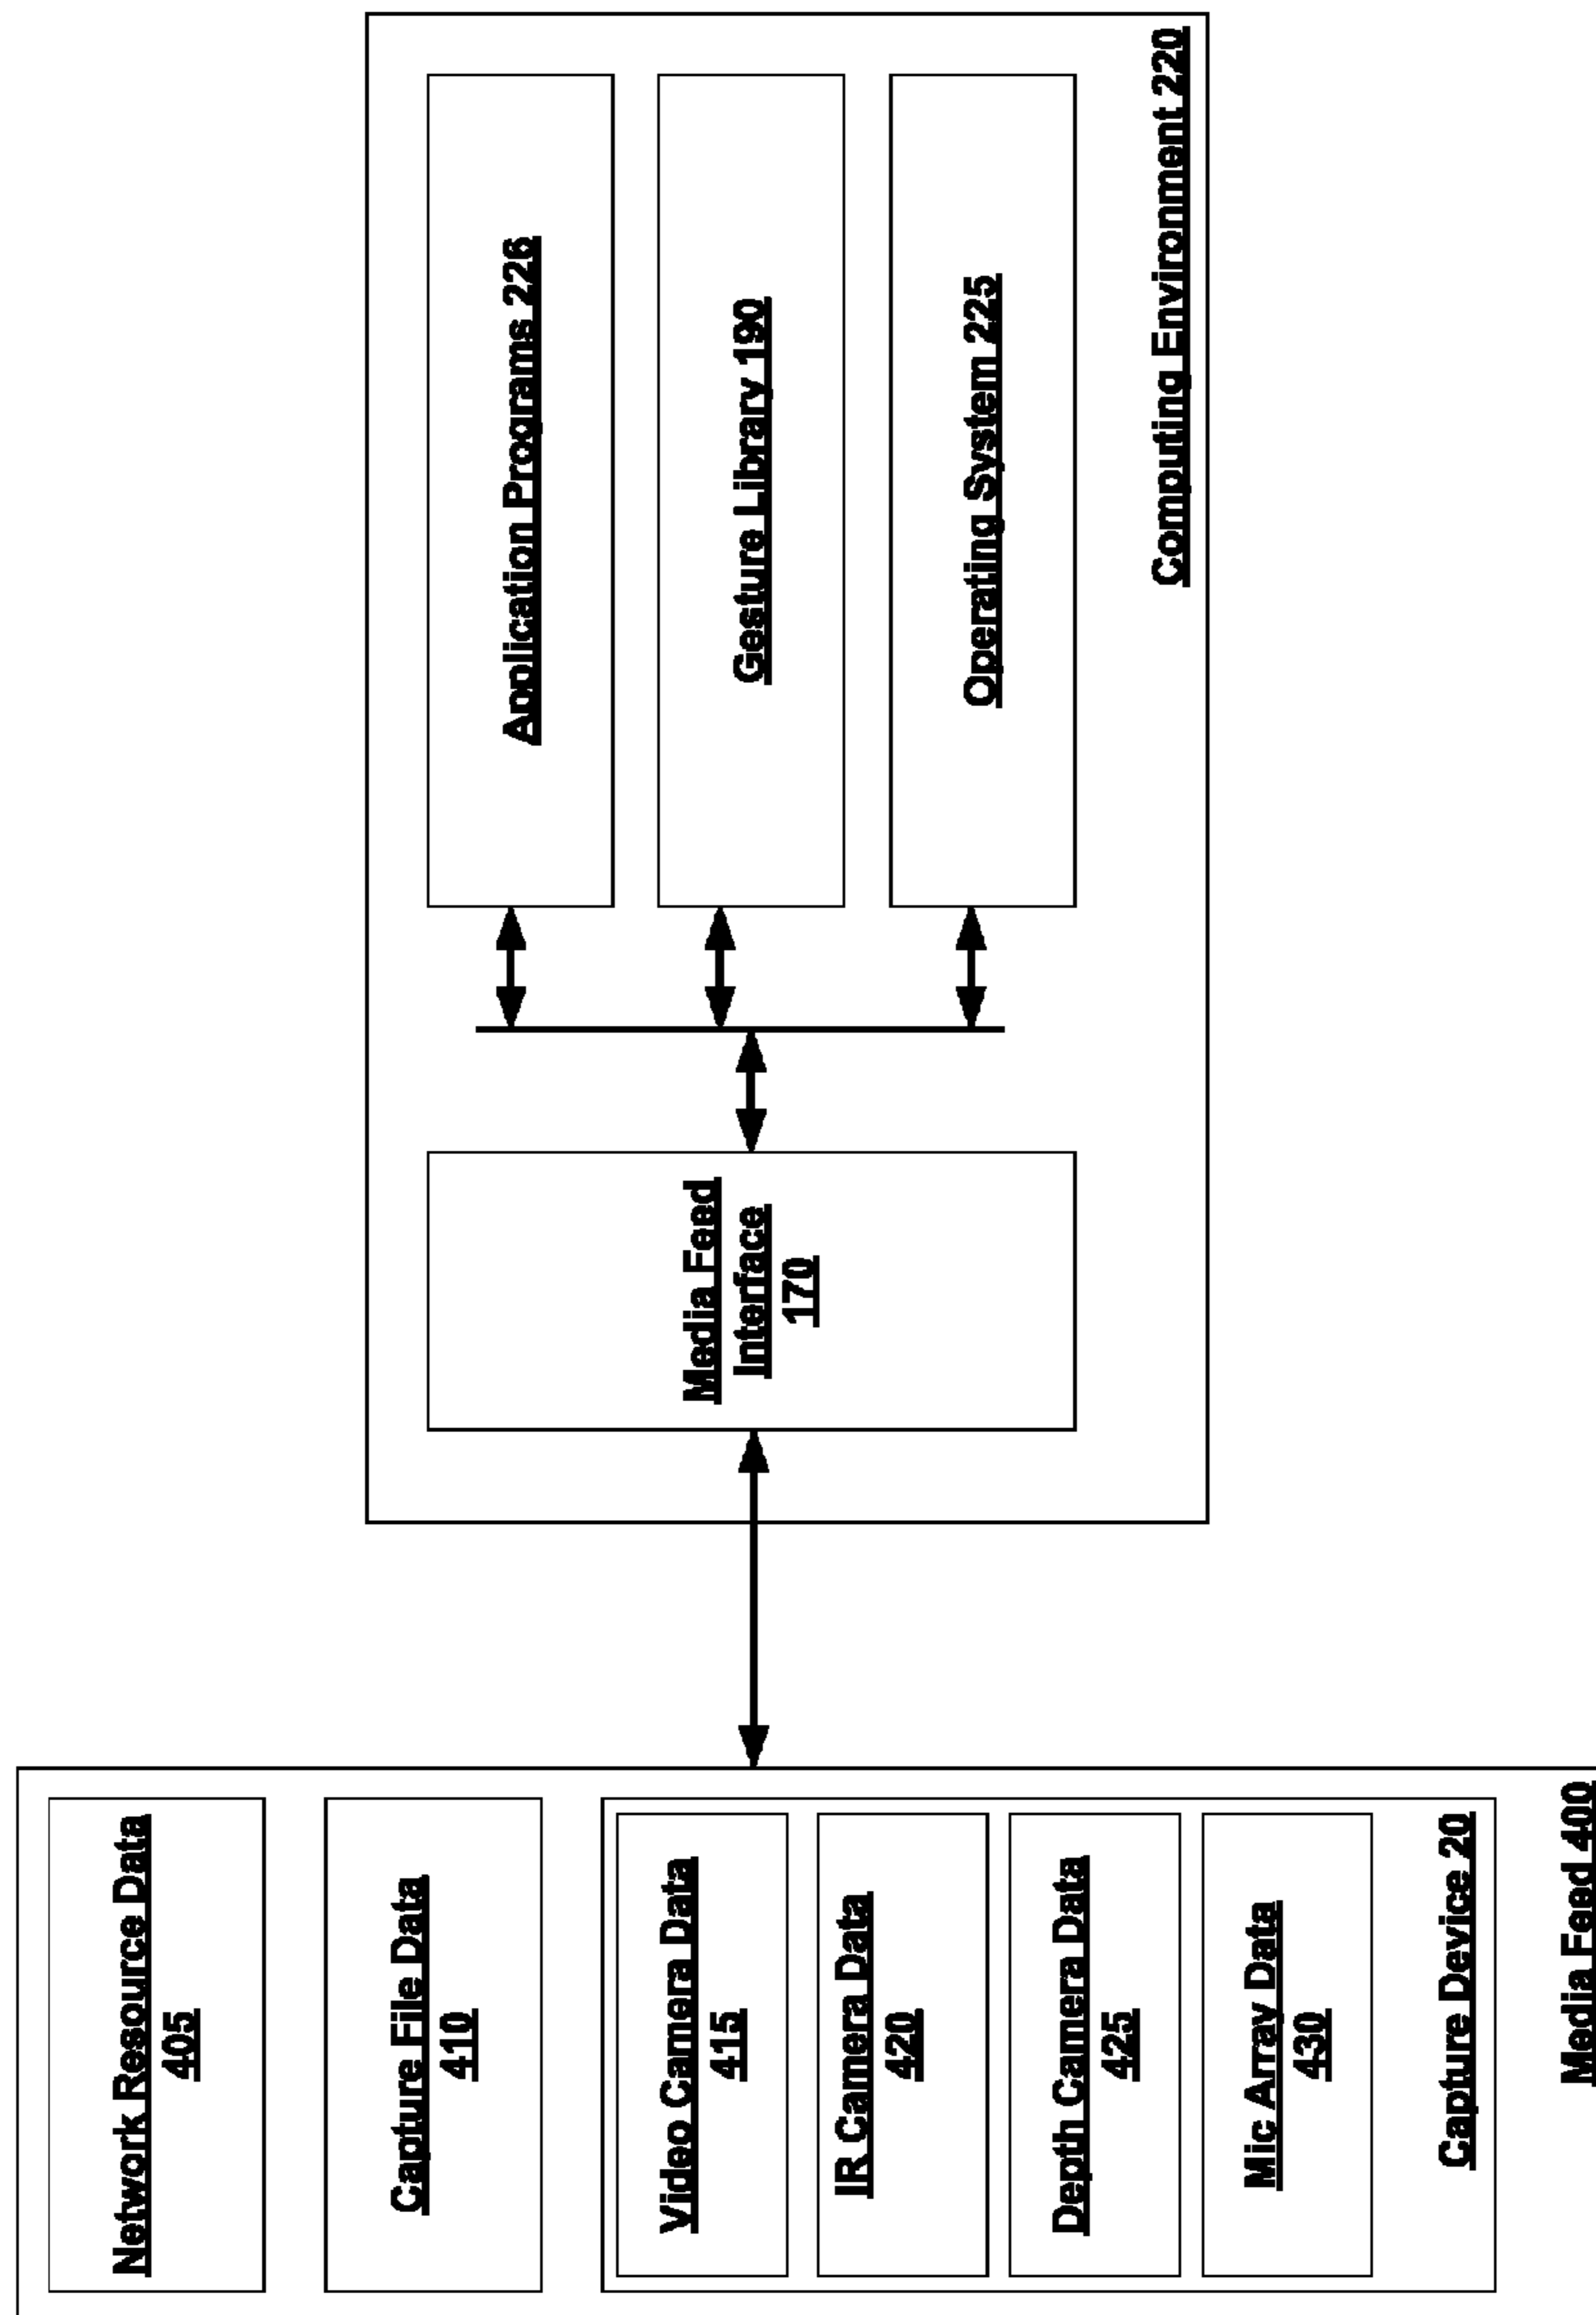 Network Resource Data
405
Capture File Data
410
Video Camera Data
415
IR Camera Data
420
Depth Camera Data
425
Mic Array Data
430
Capture Device 20
Media Feed 400
Media Feed
Interface
170
Application Programs 226
Gesture Library 190
Operating System 225
Computing Environment 220